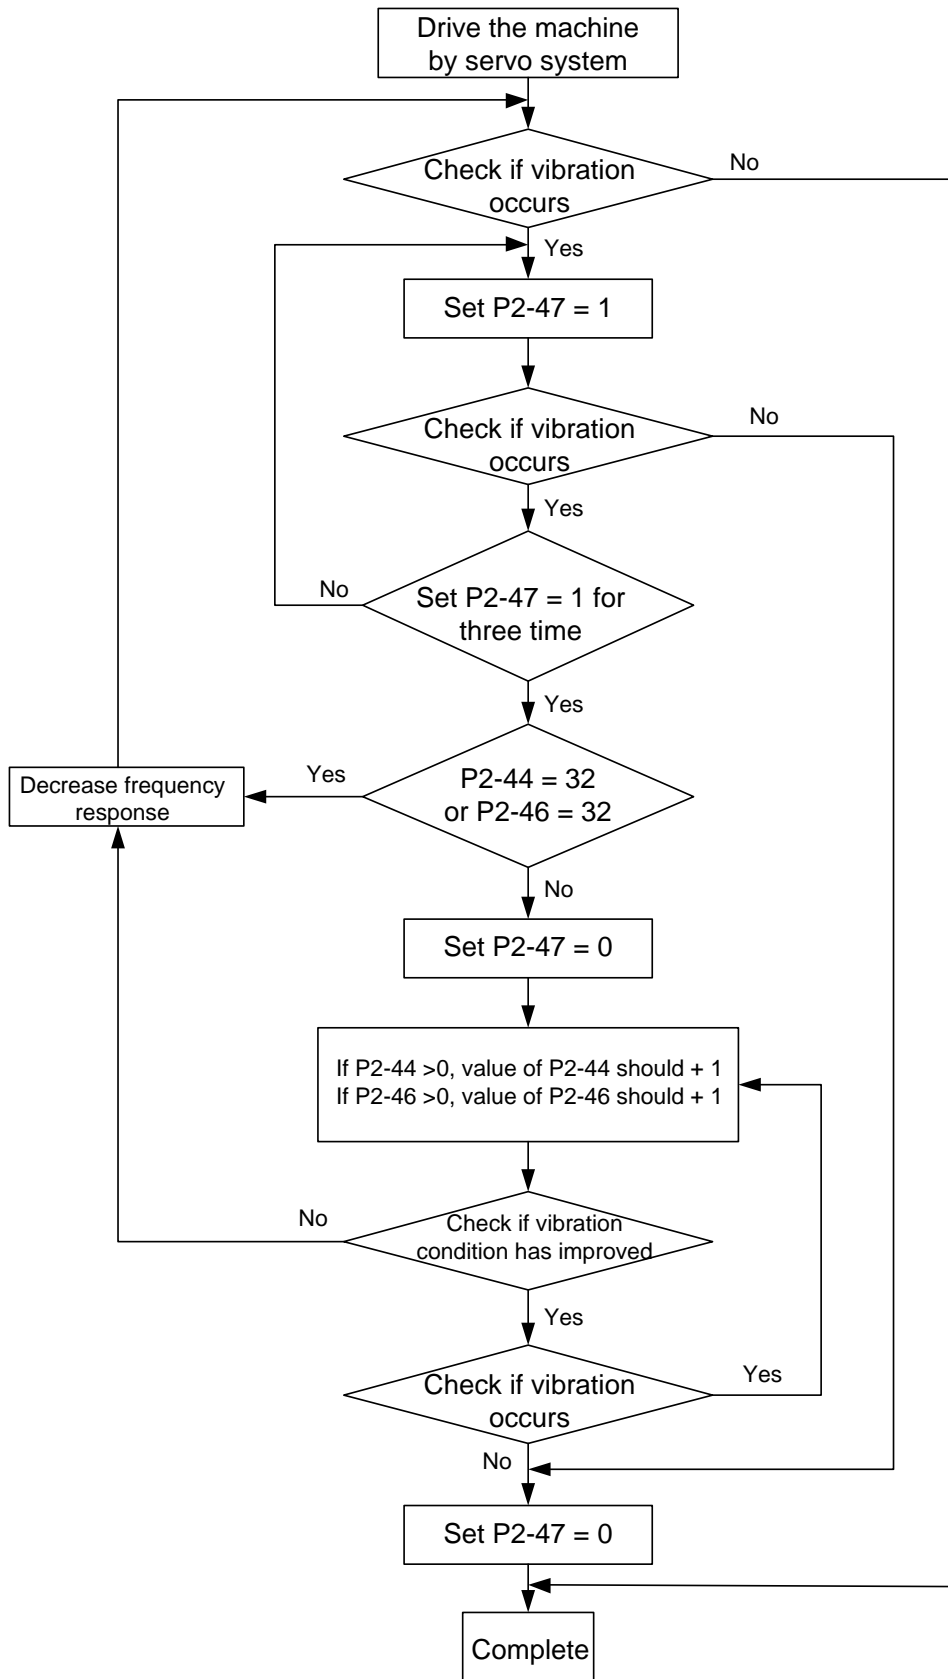 Drive the machine
by servo system
Check if vibration
occurs
No
Yes
Set P2-47 = 1
Check if vibration
occurs
No
Yes
Set P2-47 = 1 for
three time
No
Yes
P2-44 = 32
or P2-46 = 32
Yes
Decrease frequency
response
No
Set P2-47 = 0
If P2-44 >0, value of P2-44 should + 1
If P2-46 >0, value of P2-46 should + 1
Check if vibration
condition has improved
No
Yes
Check if vibration
occurs
Yes
No
Set P2-47 = 0
Complete